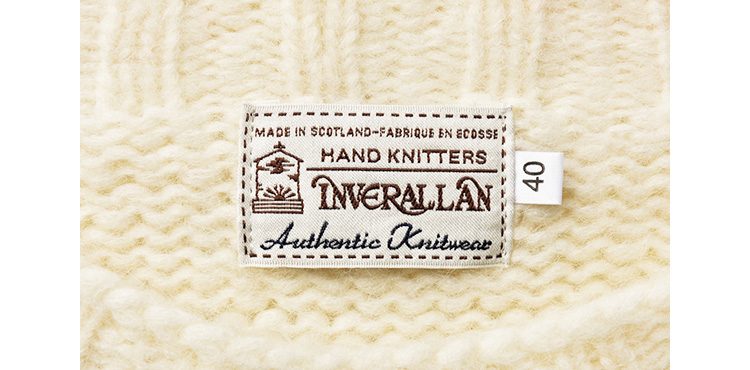 MADE IN SCOTLAND-FABRIQUE EN ECOSSE
HAND KNITTERS
INVERALLAN
Authentic Knitwear
40